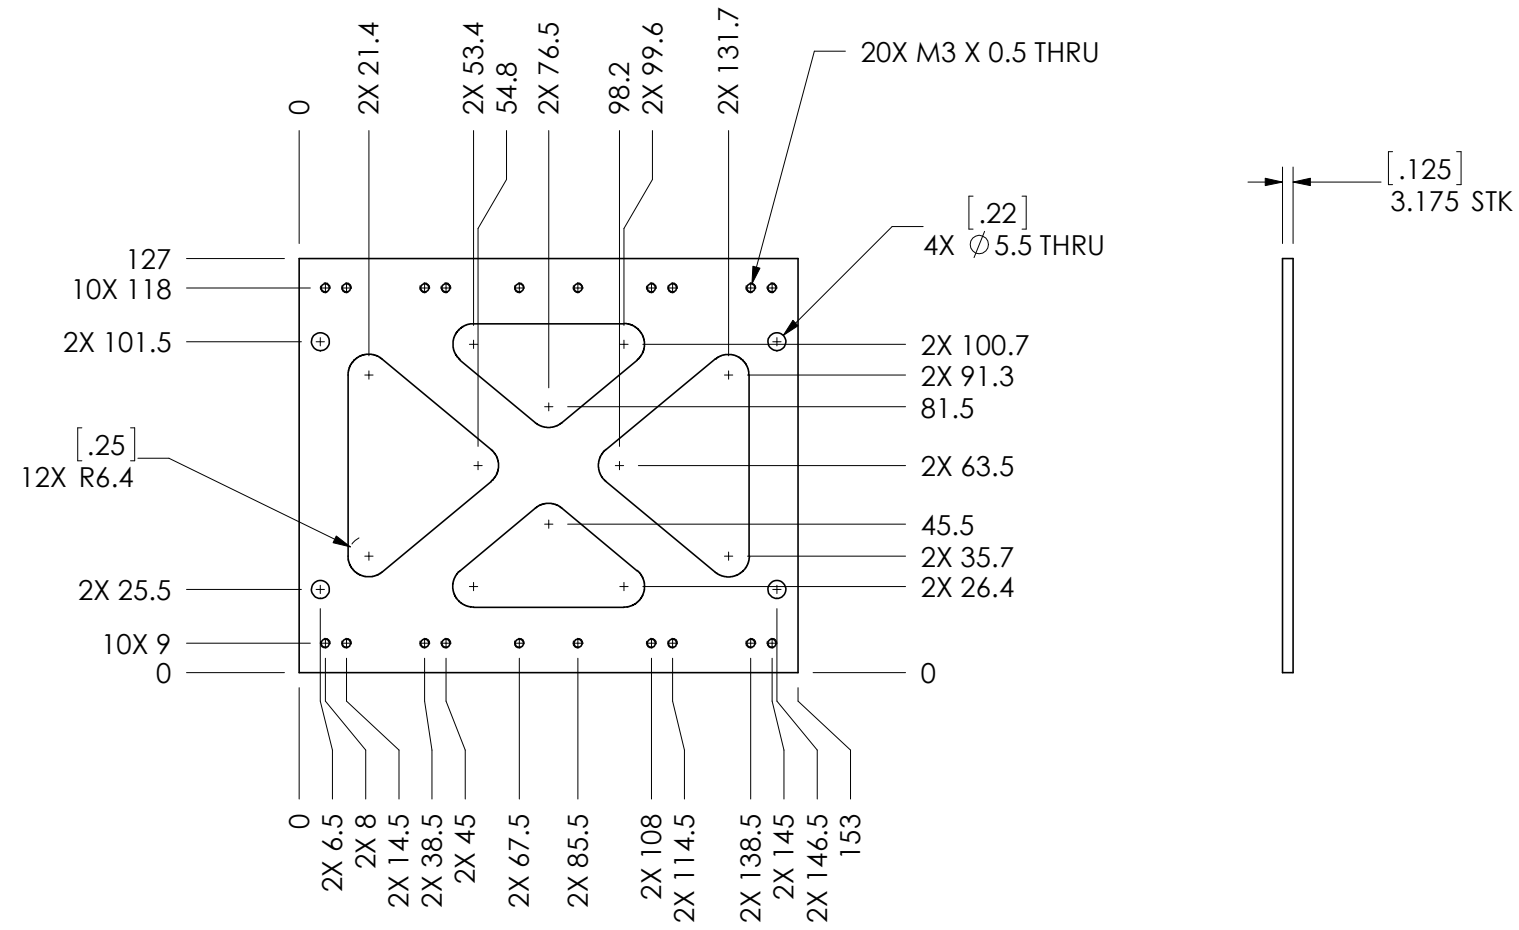 0
2X 21.4
2X 53.4
54.8
2X 76.5
98.2
2X 99.6
2X 131.7
20X M3 X 0.5 THRU
[.125]
3.175 STK
[.22]
4X ∅5.5 THRU
127
10X 118
2X 101.5
2X 100.7
2X 91.3
81.5
[.25]
12X R6.4
2X 63.5
45.5
2X 35.7
2X 25.5
2X 26.4
10X 9
0
0
0
2X 6.5
2X 8
2X 14.5
2X 38.5
2X 45
2X 67.5
2X 85.5
2X 108
2X 114.5
2X 138.5
2X 145
2X 146.5
153